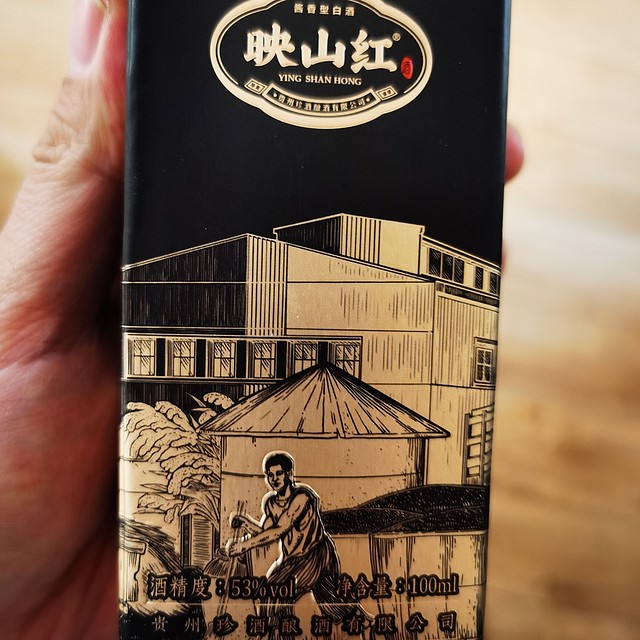 酱香型白酒
映山红®
YING SHAN HONG
贵州珍酒酿酒有限公司
酒精度：53%vol 净含量：100ml
贵州珍酒酿酒有限公司